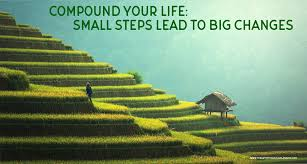 COMPOUND YOUR LIFE:
SMALL STEPS LEAD TO BIG CHANGES